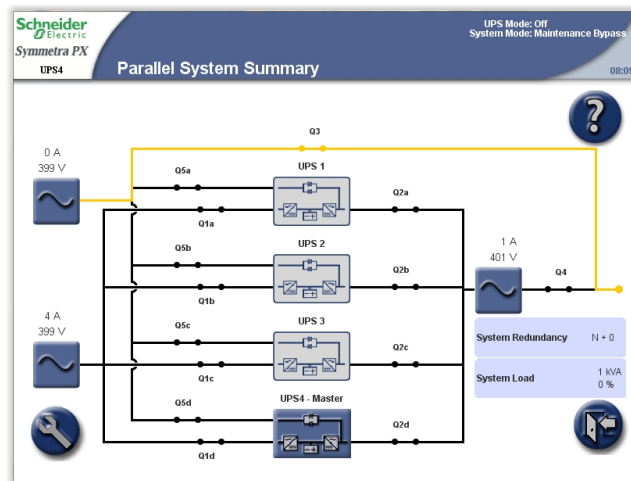 Schneider
Electric
Symmetra PX
UPS4
Parallel System Summary
UPS Mode: Off
System Mode: Maintenance Bypass
08:09
Q3
0 A
399 V
Q5a
UPS 1
Q2a
Q1a
1 A
401 V
Q4
Q5b
UPS 2
Q2b
Q1b
4 A
399 V
Q5c
UPS 3
Q2c
Q1c
System Redundancy N + 0
System Load 1 kVA
0 %
Q5d
UPS4 - Master
Q2d
Q1d